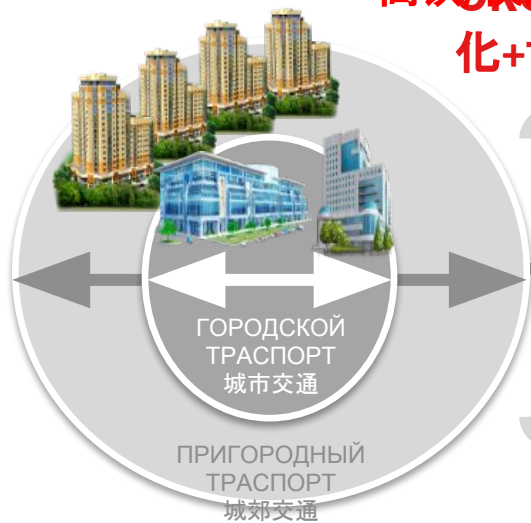 化+
ГОРОДСКОЙ
ТРАСПОРТ
城市交通
ПРИГОРОДНЫЙ
ТРАСПОРТ
城郊交通